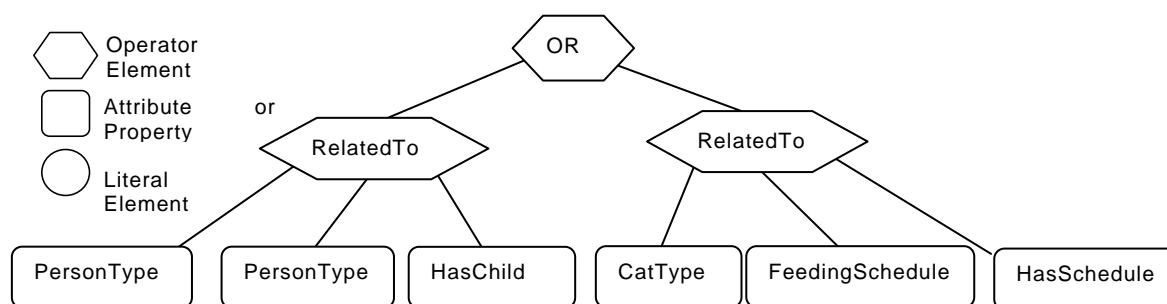 OR
Operator
Element
Attribute or
Property
Literal
Element
RelatedTo
RelatedTo
PersonType
PersonType
HasChild
CatType
FeedingSchedule
HasSchedule